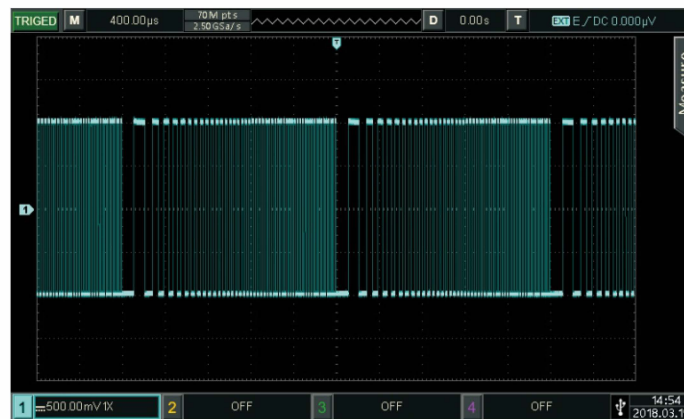 TRIGED M 400.00μs 70M pts D 0.00s T EXT E DC 0.000μV
2.50GSa/s
T
Measure
1
1 500.00mV 1X 2 OFF 3 OFF 4 OFF 14:54
2018.03.1